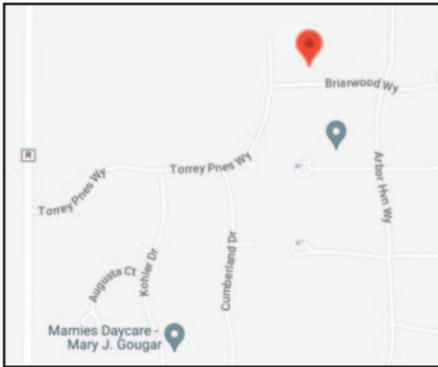 Briarwood Wy
R
Torrey Pnes Wy
Arbor Hvn Wy
Torrey Pnes Wy
Augusta Ct
Kohler Dr
Cumberland Dr
Mamies Daycare -
Mary J. Gougar